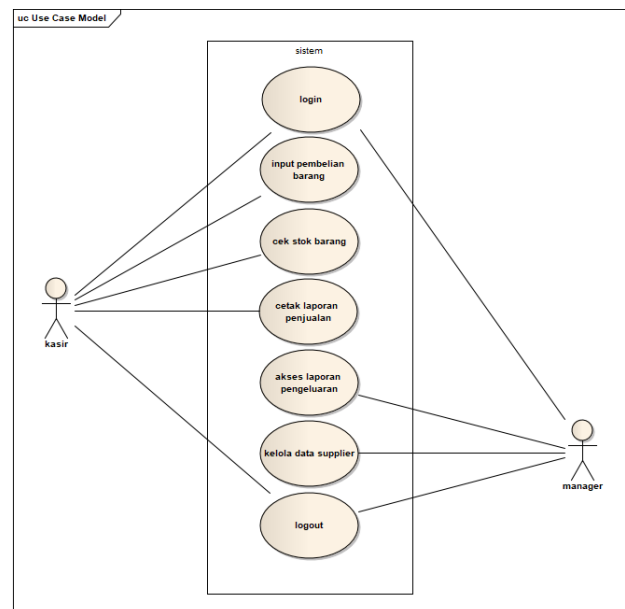 uc Use Case Model
sistem
login
input pembelian
barang
cek stok barang
cetak laporan
penjualan
kasir
akses laporan
pengeluaran
kelola data supplier
manager
logout